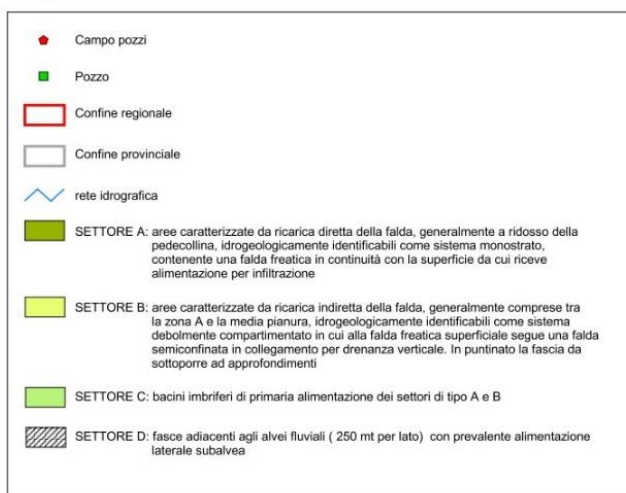 Campo pozzi
Pozzo
Confine regionale
Confine provinciale
rete idrografica
SETTORE A: aree caratterizzate da ricarica diretta della falda, generalmente a ridosso della
pedecollina, idrogeologicamente identificabili come sistema monostrato,
contenente una falda freatica in continuità con la superficie da cui riceve
alimentazione per infiltrazione
SETTORE B: aree caratterizzate da ricarica indiretta della falda, generalmente comprese tra
la zona A e la media pianura, idrogeologicamente identificabili come sistema
debolmente compartimentato in cui alla falda freatica superficiale segue una falda
semiconfinata in collegamento per drenanza verticale. In puntinato la fascia da
sottoporre ad approfondimenti
SETTORE C: bacini imbriferi di primaria alimentazione dei settori di tipo A e B
SETTORE D: fasce adiacenti agli alvei fluviali ( 250 mt per lato) con prevalente alimentazione
laterale subalvea